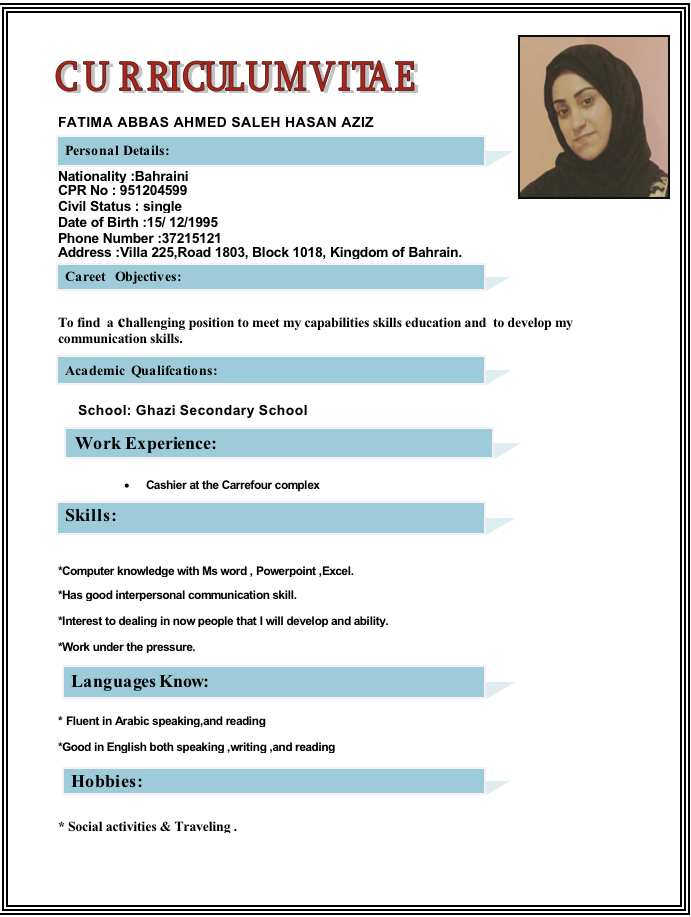 CURRICULUM VITAE
FATIMA ABBAS AHMED SALEH HASAN AZIZ
Personal Details:
Nationality :Bahraini
CPR No : 951204599
Civil Status : single
Date of Birth :15/ 12/1995
Phone Number :37215121
Address :Villa 225,Road 1803, Block 1018, Kingdom of Bahrain.
Careet Objectives:
To find a challenging position to meet my capabilities skills education and to develop my
communication skills.
Academic Qualifcations:
School: Ghazi Secondary School
Work Experience:
• Cashier at the Carrefour complex
Skills:
*Computer knowledge with Ms word , Powerpoint ,Excel.
*Has good interpersonal communication skill.
*Interest to dealing in now people that I will develop and ability.
*Work under the pressure.
Languages Know:
* Fluent in Arabic speaking,and reading
*Good in English both speaking ,writing ,and reading
Hobbies:
* Social activities & Traveling .